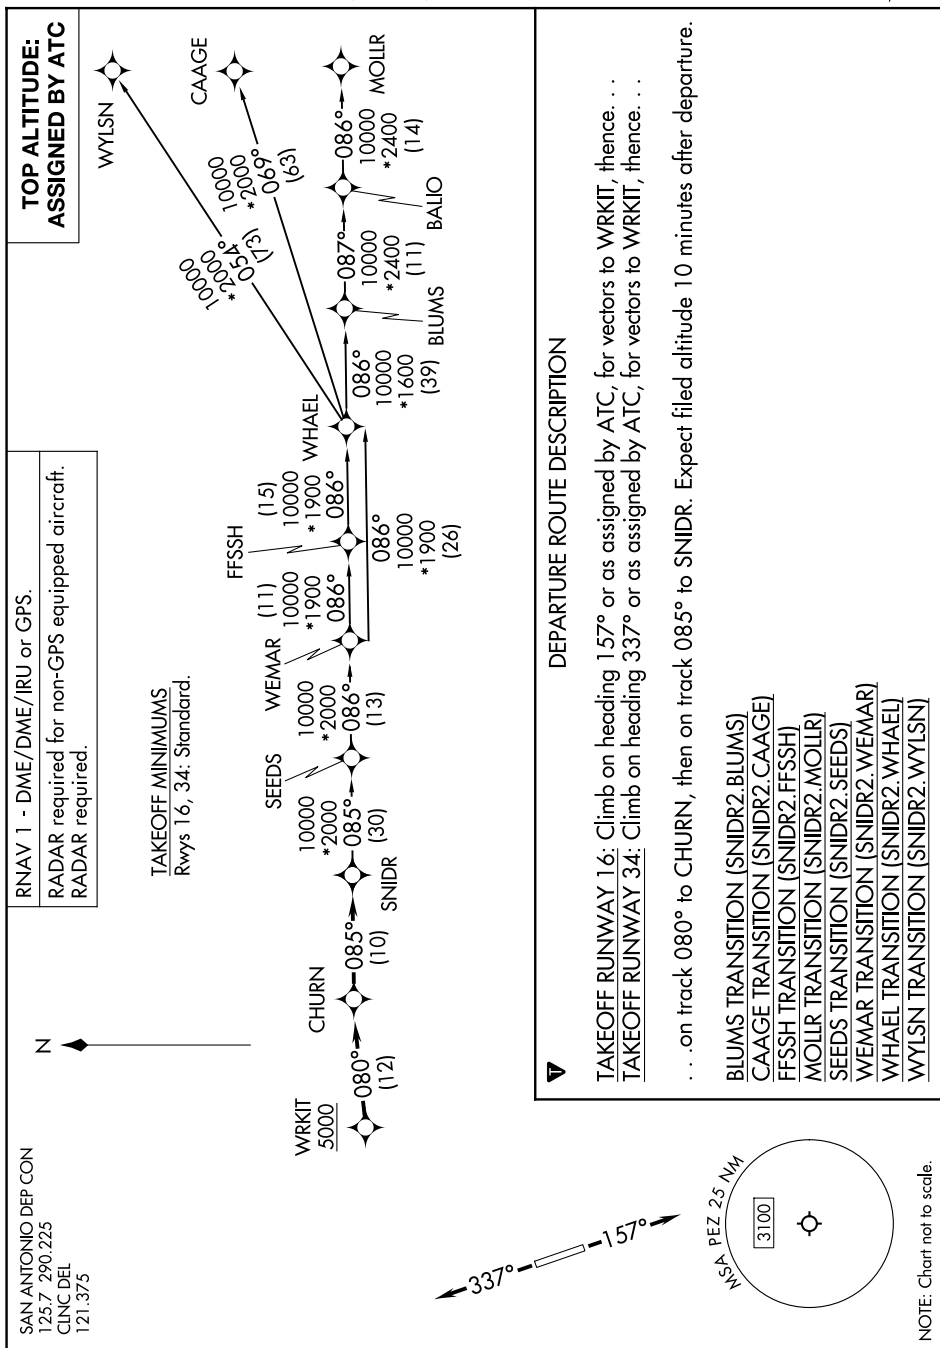 SAN ANTONIO DEP CON
125.7 290.225
CLNC DEL
121.375
RNAV 1 - DME/DME/IRU or GPS.
RADAR required for non-GPS equipped aircraft.
RADAR required.
TOP ALTITUDE:
ASSIGNED BY ATC
TAKEOFF MINIMUMS
Rwys 16, 34: Standard.
N
WRKIT
5000
080°
(12)
CHURN
085°
(10)
SNIDR
10000
*2000
085°
(30)
SEEDS
10000
*2000
086°
(13)
WEMAR
(11)
10000
*1900
086°
FFSSH
(15)
10000
*1900
086°
086°
10000
*1900
(26)
WHAEL
086°
10000
*1600
(39)
BLUMS
087°
10000
*2400
(11)
BALIO
086°
10000
*2400
(14)
MOLLR
10000
*2000
054°
(73)
WYLSN
10000
*2000
069°
(63)
CAAGE
337°
157°
MSA PEZ 25 NM
3100
NOTE: Chart not to scale.
T
DEPARTURE ROUTE DESCRIPTION
TAKEOFF RUNWAY 16: Climb on heading 157° or as assigned by ATC, for vectors to WRKIT, thence. . .
TAKEOFF RUNWAY 34: Climb on heading 337° or as assigned by ATC, for vectors to WRKIT, thence. . .
. . .on track 080° to CHURN, then on track 085° to SNIDR. Expect filed altitude 10 minutes after departure.
BLUMS TRANSITION (SNIDR2.BLUMS)
CAAGE TRANSITION (SNIDR2.CAAGE)
FFSSH TRANSITION (SNIDR2.FFSSH)
MOLLR TRANSITION (SNIDR2.MOLLR)
SEEDS TRANSITION (SNIDR2.SEEDS)
WEMAR TRANSITION (SNIDR2.WEMAR)
WHAEL TRANSITION (SNIDR2.WHAEL)
WYLSN TRANSITION (SNIDR2.WYLSN)